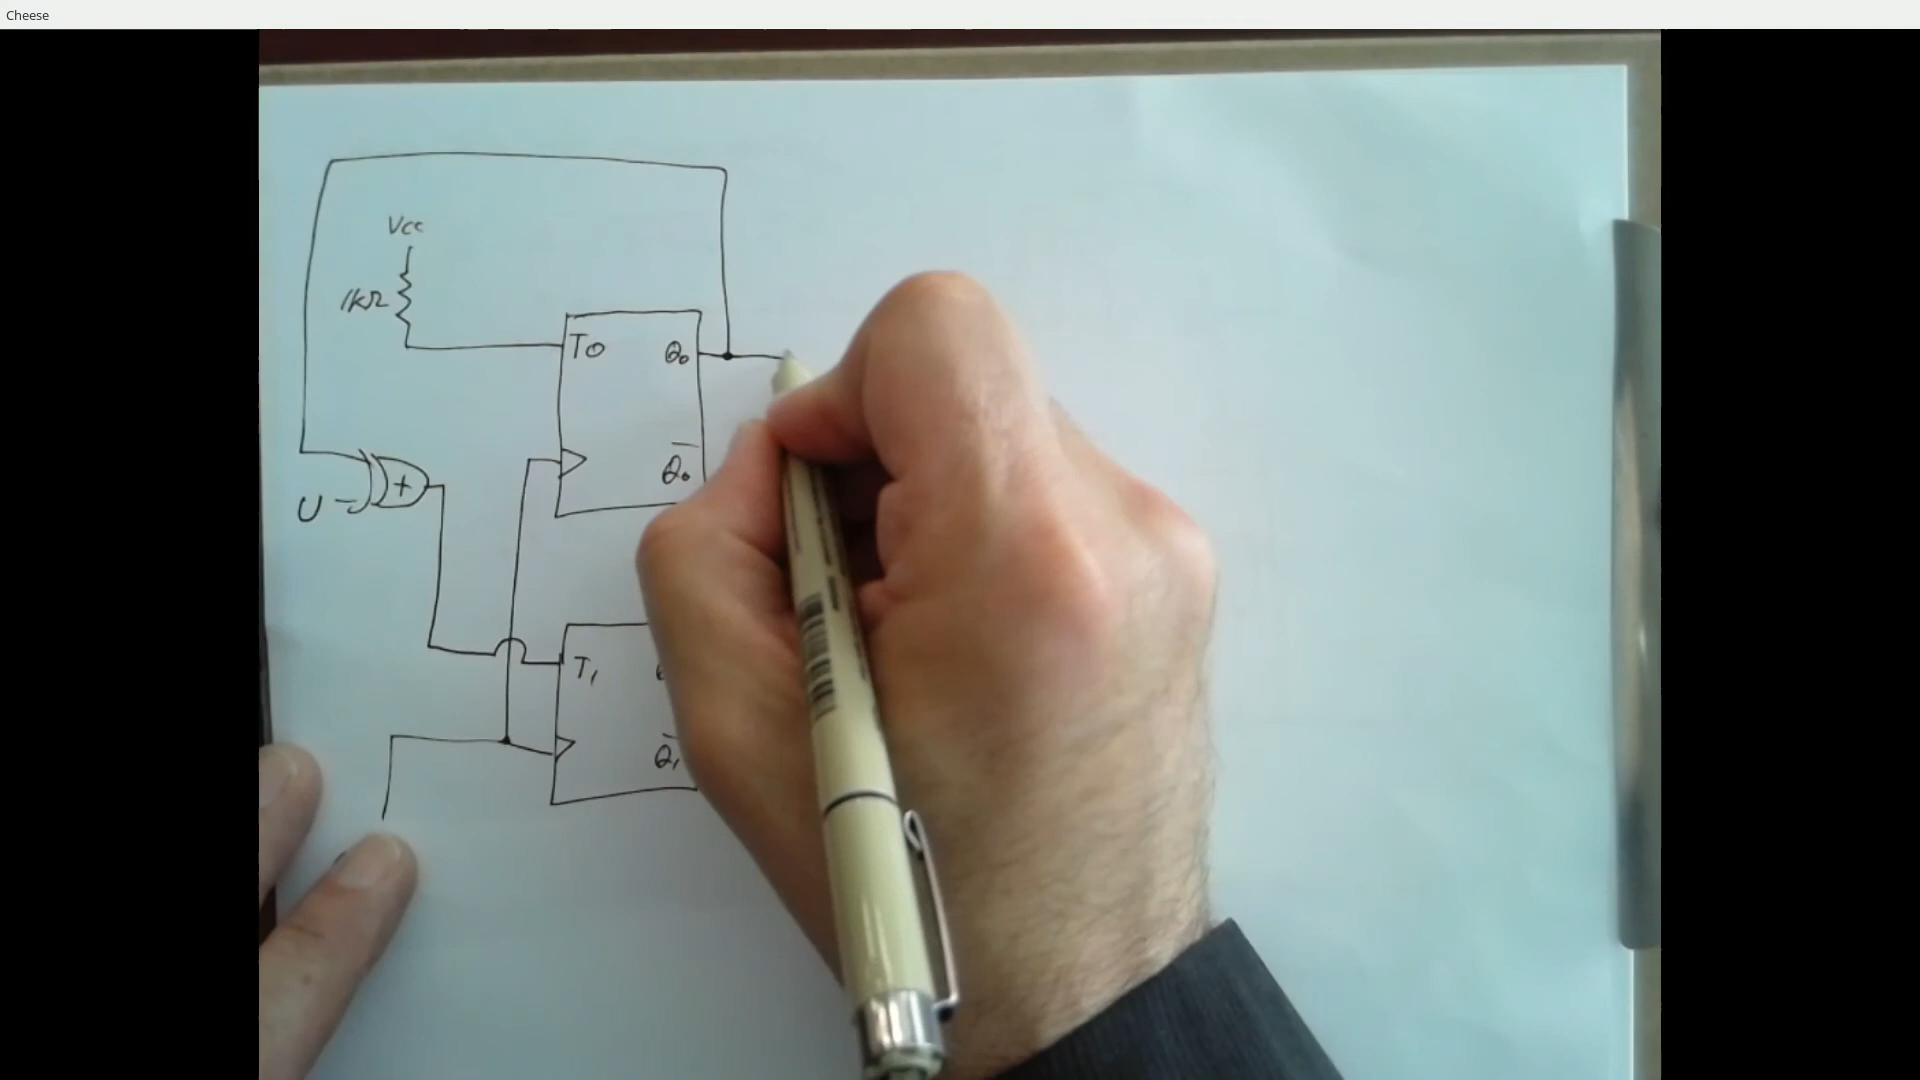 Cheese
Vcc
1kΩ
T0 Q₀
Q̅₀
U
+
T₁
Q̅₁